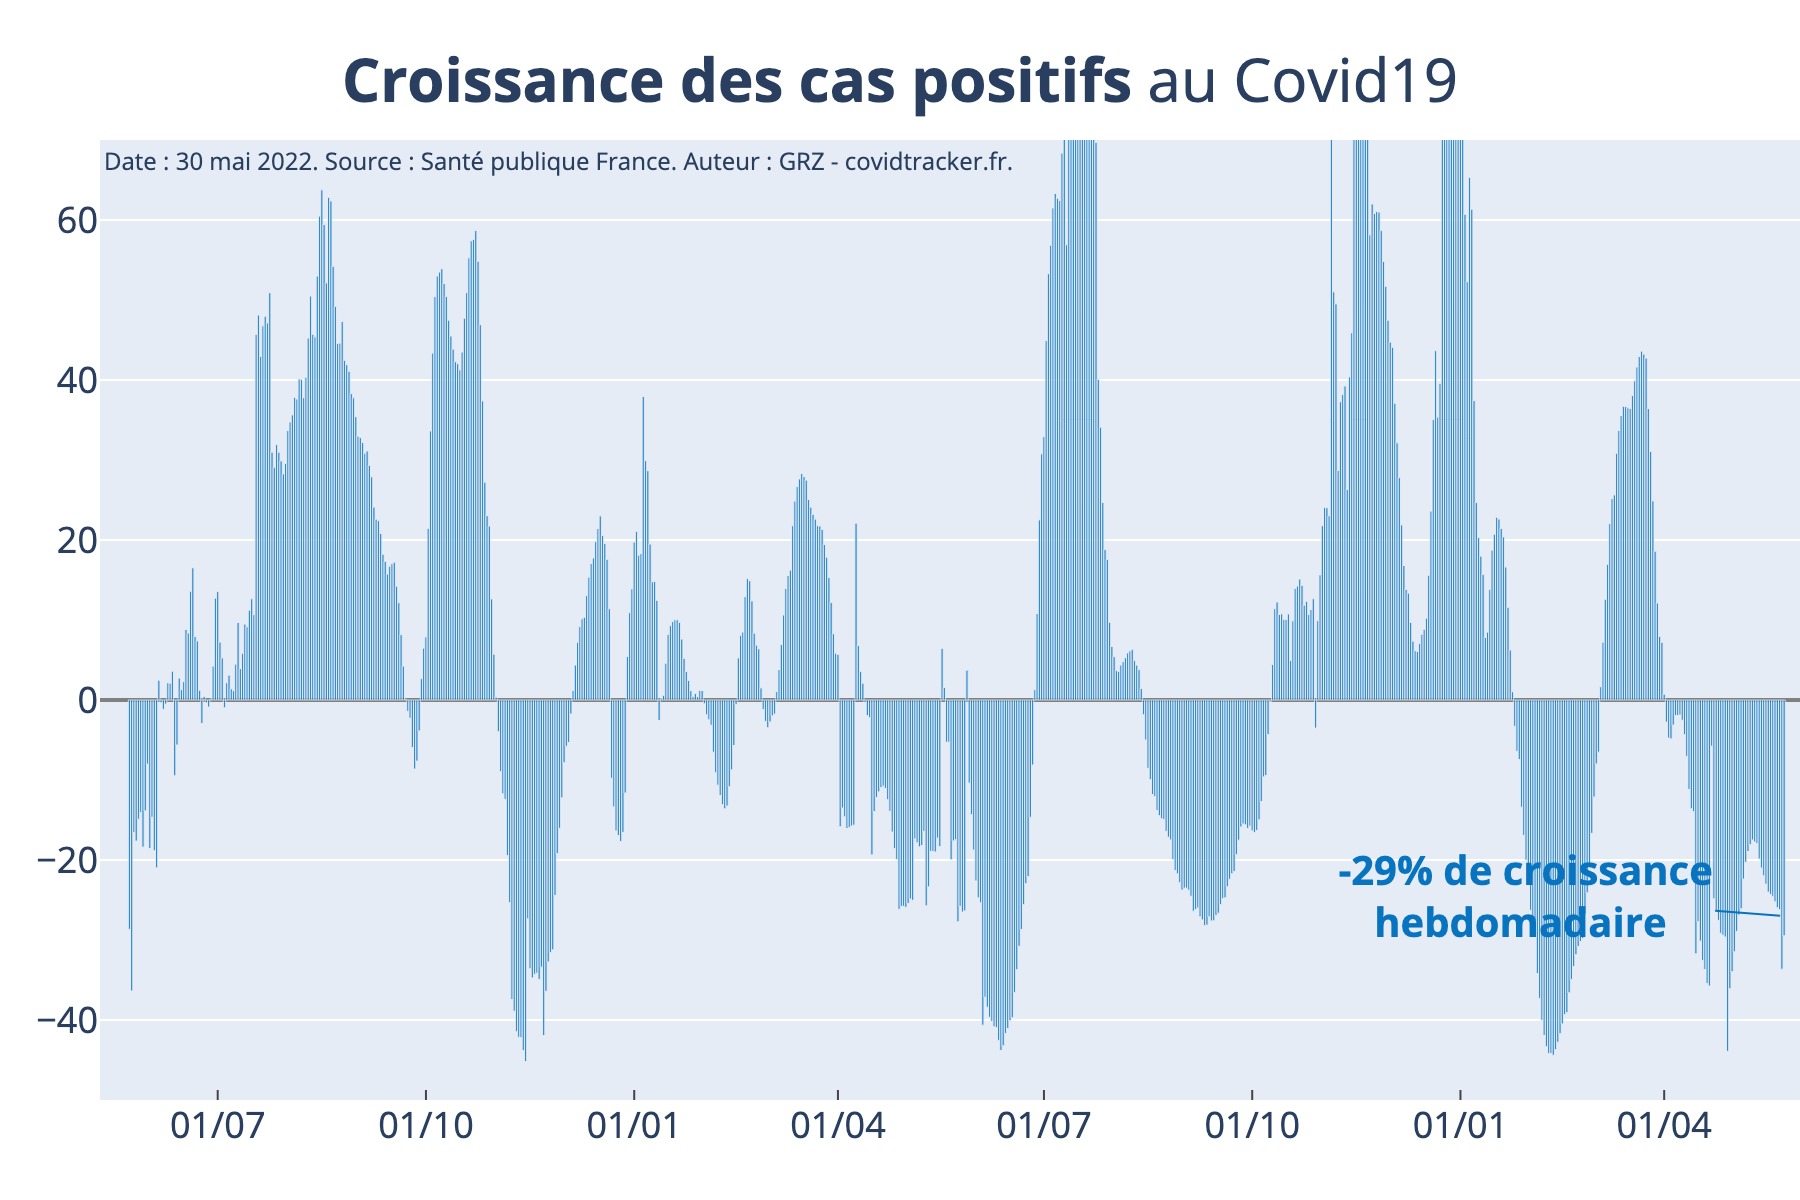 Croissance des cas positifs au Covid19
Date : 30 mai 2022. Source : Santé publique France. Auteur : GRZ - covidtracker.fr.
60
40
20
0
−20
−40
-29% de croissance
hebdomadaire
01/07 01/10 01/01 01/04 01/07 01/10 01/01 01/04